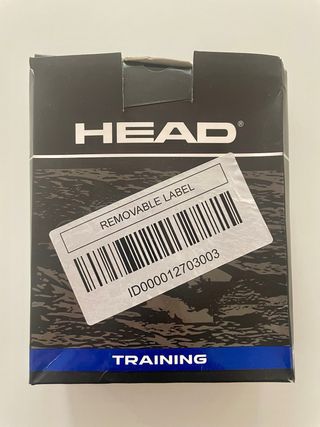 HEAD®
REMOVABLE LABEL
ID000012703003
TRAINING